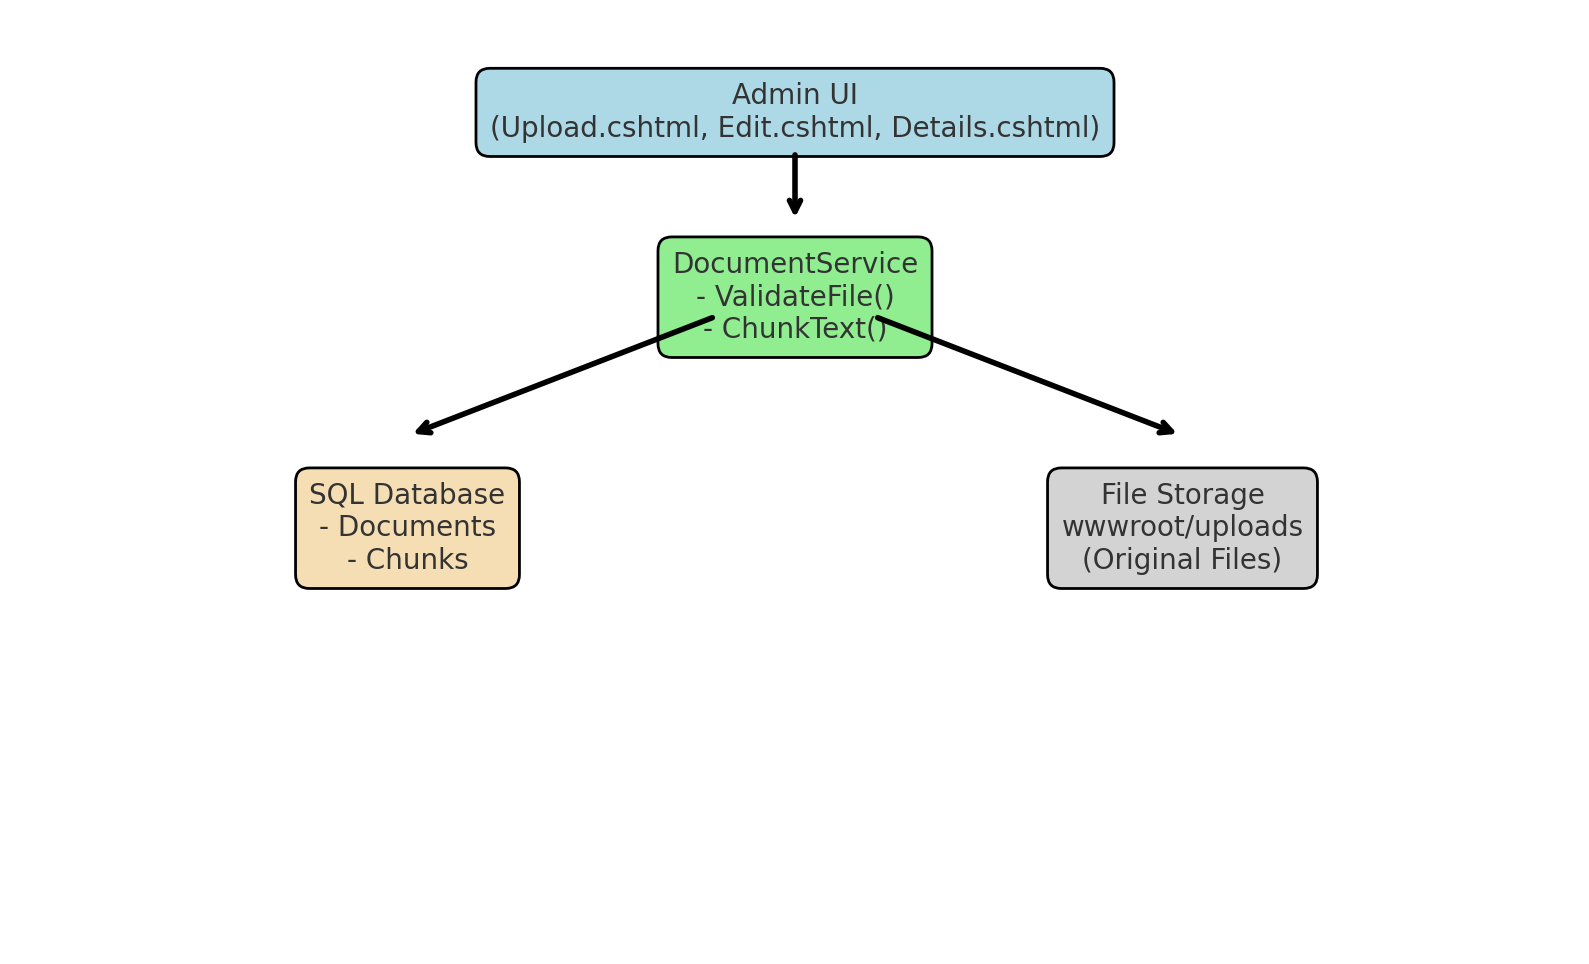 Admin UI
(Upload.cshtml, Edit.cshtml, Details.cshtml)
DocumentService
- ValidateFile()
- ChunkText()
SQL Database
- Documents
- Chunks
File Storage
wwwroot/uploads
(Original Files)